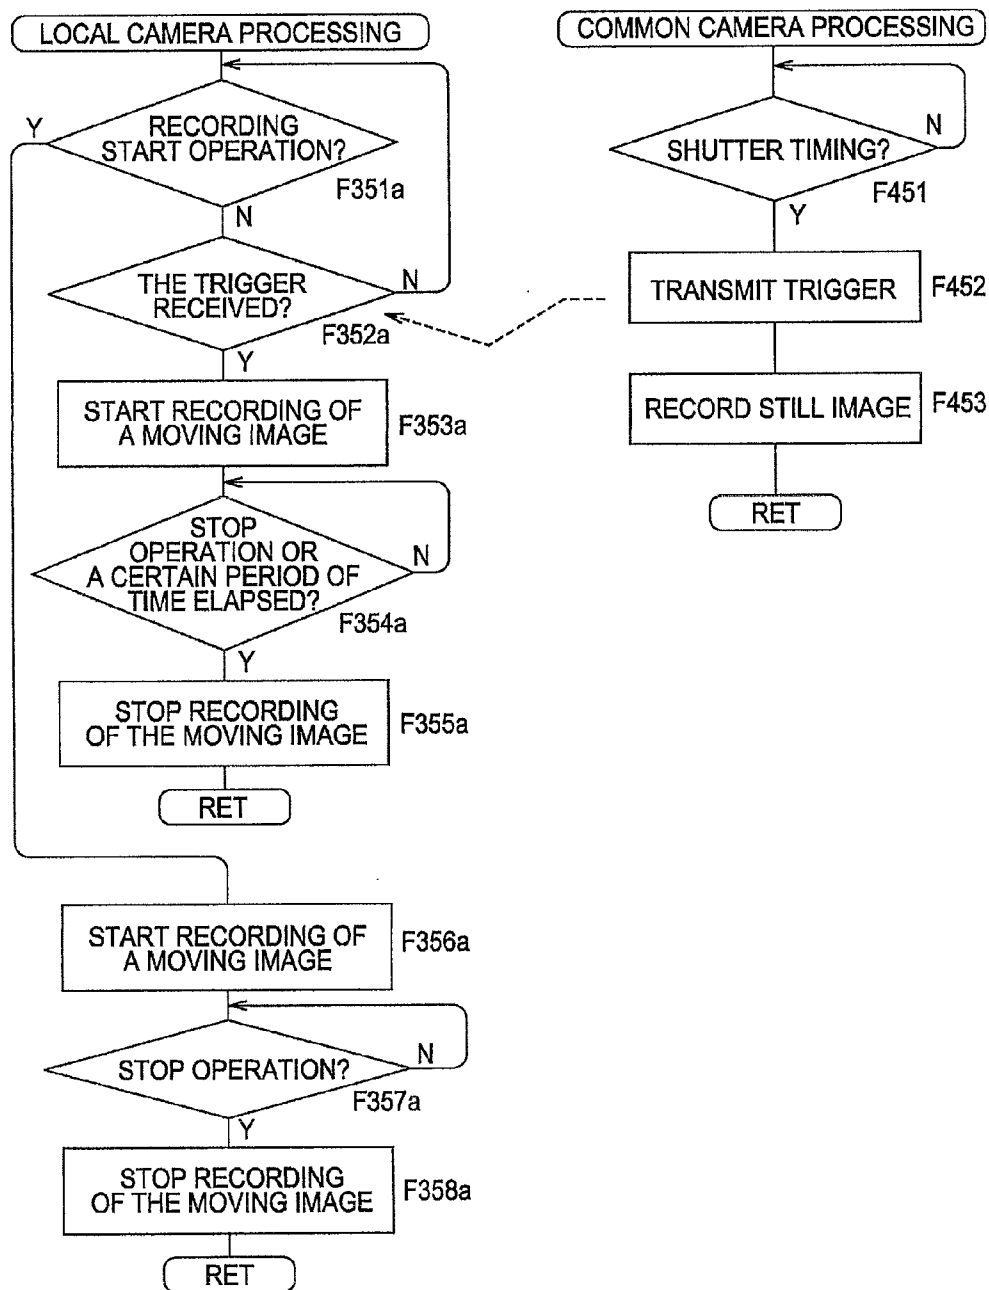 LOCAL CAMERA PROCESSING
Y
RECORDING
START OPERATION?
F351a
N
THE TRIGGER
RECEIVED?
N
F352a
Y
START RECORDING OF
A MOVING IMAGE
F353a
STOP
OPERATION OR
A CERTAIN PERIOD OF
TIME ELAPSED?
N
F354a
Y
STOP RECORDING
OF THE MOVING IMAGE
F355a
RET
START RECORDING OF
A MOVING IMAGE
F356a
STOP OPERATION?
N
F357a
Y
STOP RECORDING
OF THE MOVING IMAGE
F358a
RET
COMMON CAMERA PROCESSING
SHUTTER TIMING?
N
F451
Y
TRANSMIT TRIGGER
F452
RECORD STILL IMAGE
F453
RET